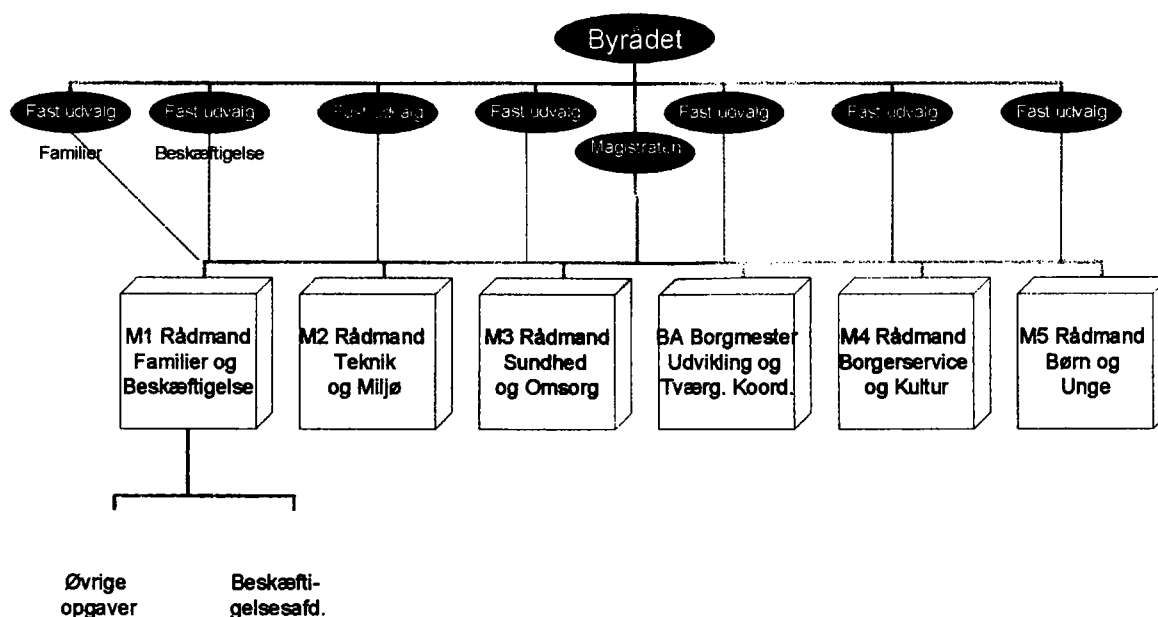 Byrådet
Fast udvalg
Fast udvalg
Fast udvalg
Fast udvalg
Fast udvalg
Fast udvalg
Fast udvalg
Familier
Beskæftigelse
Magistraten
M1 Rådmand
Familier og
Beskæftigelse
M2 Rådmand
Teknik
og Miljø
M3 Rådmand
Sundhed
og Omsorg
BA Borgmester
Udvikling og
Tværg. Koord.
M4 Rådmand
Borgerservice
og Kultur
M5 Rådmand
Børn og
Unge
Øvrige
opgaver
Beskæfti-
gelsesafd.